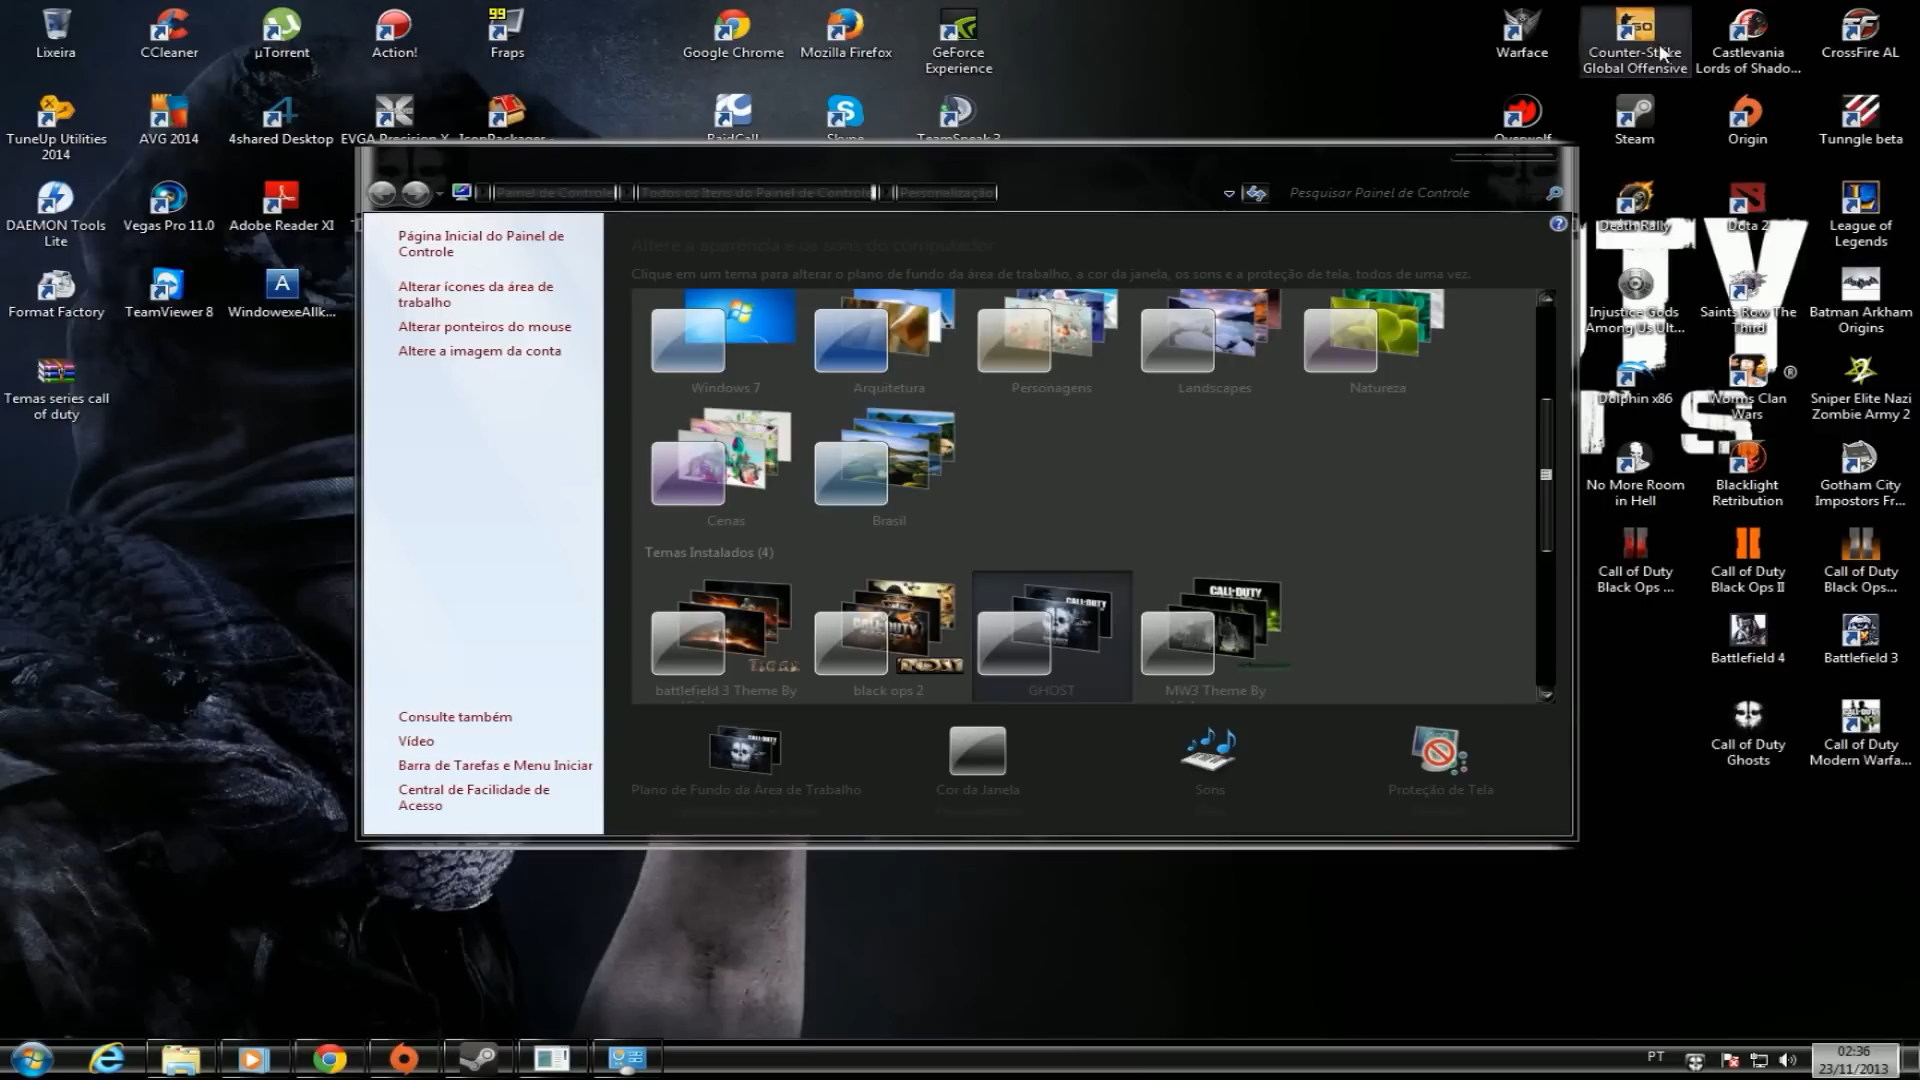 Lixeira
CCleaner
µTorrent
Action!
99
Fraps
Google Chrome
Mozilla Firefox
GeForce
Experience
Warface
GO
Counter-Strike
Global Offensive
Castlevania
Lords of Shado...
CrossFire AL
TuneUp Utilities
2014
AVG 2014
4shared Desktop
EVGA Precision X
IconPackager -
RaidCall
Skype
TeamSpeak 3
Overwolf
Steam
Origin
Tunngle beta
DAEMON Tools
Lite
Vegas Pro 11.0
Adobe Reader XI
Death Rally
Dota 2
League of
Legends
Format Factory
TeamViewer 8
WindowexeAllk...
Injustice Gods
Among Us Ult...
Saints Row The
Third
Batman Arkham
Origins
Temas series call
of duty
Dolphin x86
Worms Clan
Wars
Sniper Elite Nazi
Zombie Army 2
No More Room
in Hell
Blacklight
Retribution
Gotham City
Impostors Fr...
Call of Duty
Black Ops ...
Call of Duty
Black Ops II
Call of Duty
Black Ops...
Battlefield 4
Battlefield 3
Call of Duty
Ghosts
Call of Duty
Modern Warfa...
UTY
®
Painel de Controle
Todos os Itens do Painel de Controle
Personalização
Pesquisar Painel de Controle
Página Inicial do Painel de
Controle
Alterar ícones da área de
trabalho
Alterar ponteiros do mouse
Altere a imagem da conta
Consulte também
Vídeo
Barra de Tarefas e Menu Iniciar
Central de Facilidade de
Acesso
Altere a aparência e os sons do computador
Clique em um tema para alterar o plano de fundo da área de trabalho, a cor da janela, os sons e a proteção de tela, todos de uma vez.
Windows 7
Arquitetura
Personagens
Landscapes
Natureza
Cenas
Brasil
Temas Instalados (4)
CALL OF DUTY
CALL·DUTY
CALL·DUTY
battlefield 3 Theme By
black ops 2
GHOST
MW3 Theme By
Plano de Fundo da Área de Trabalho
Cor da Janela
Sons
Proteção de Tela
PT
02:36
23/11/2013